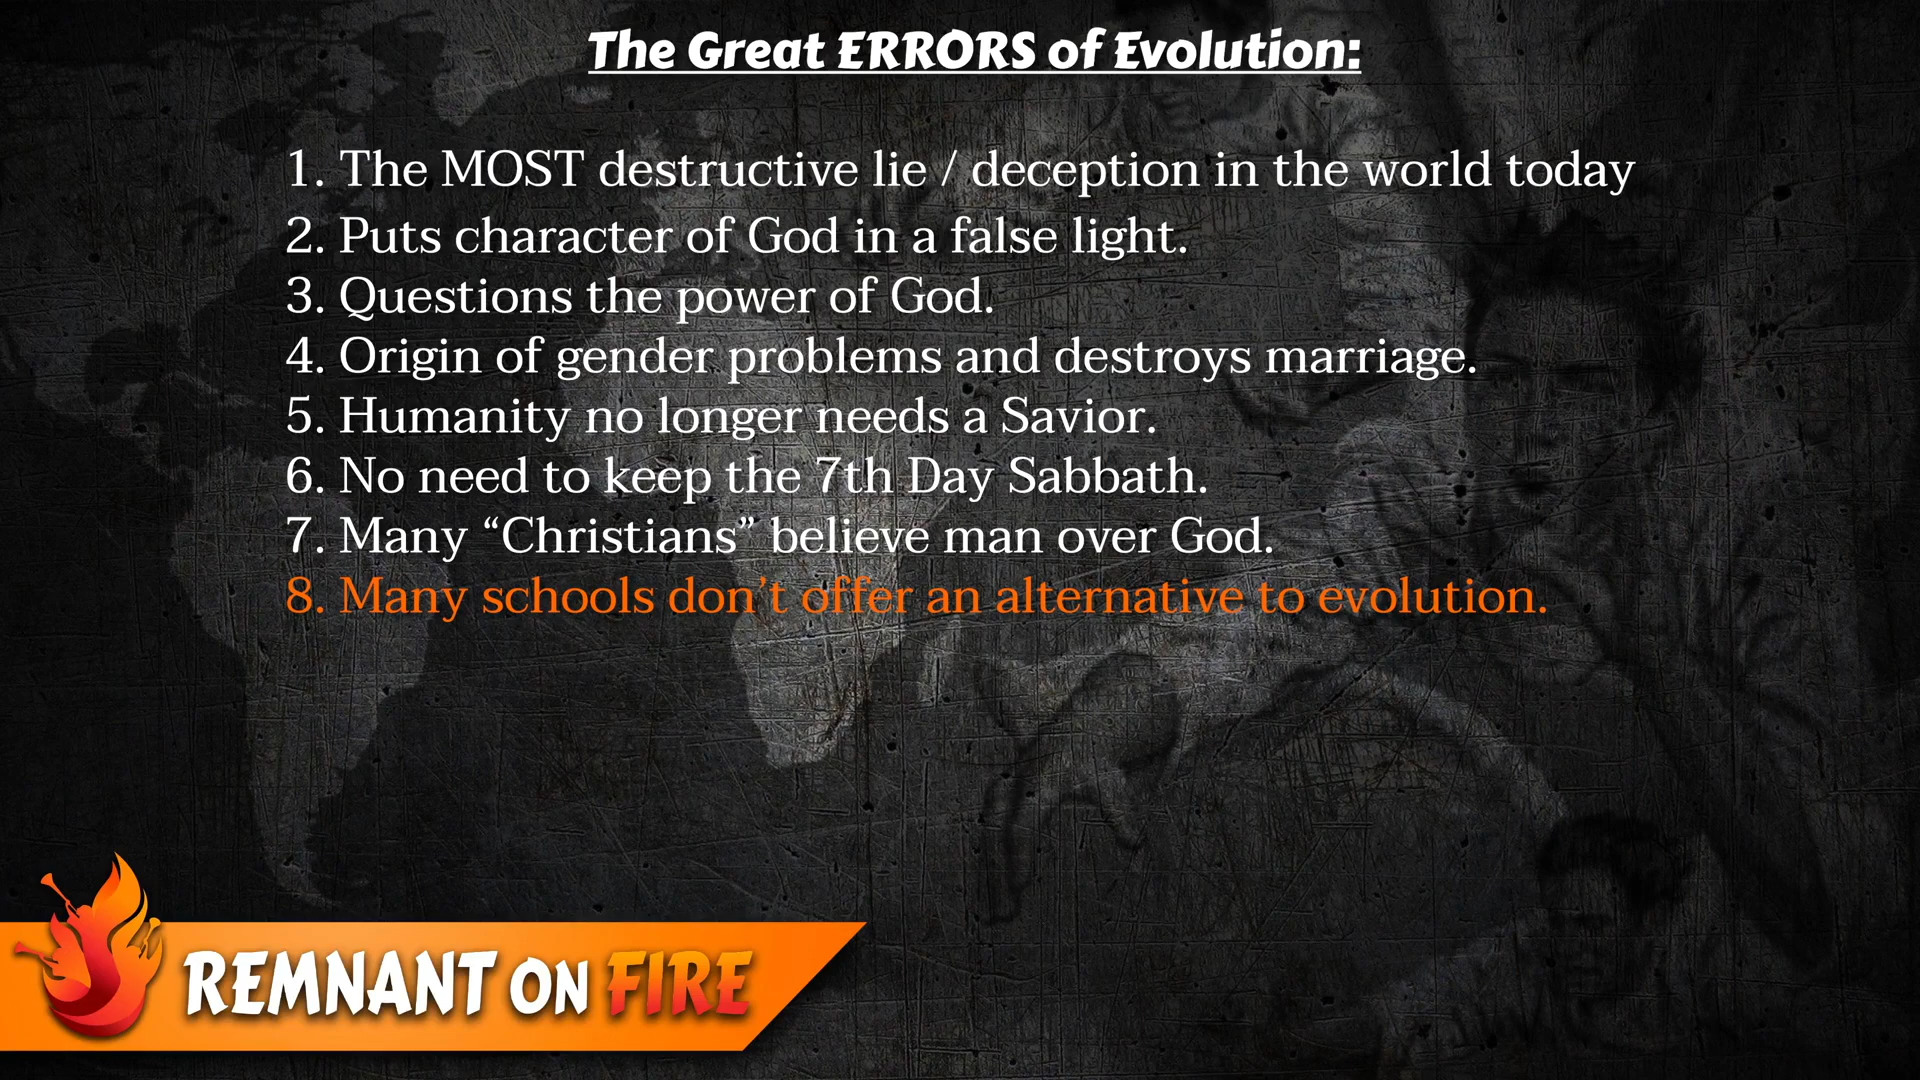 The Great ERRORS of Evolution:
1. The MOST destructive lie / deception in the world today
2. Puts character of God in a false light.
3. Questions the power of God.
4. Origin of gender problems and destroys marriage.
5. Humanity no longer needs a Savior.
6. No need to keep the 7th Day Sabbath.
7. Many “Christians” believe man over God.
8. Many schools don’t offer an alternative to evolution.
REMNANT ON FIRE